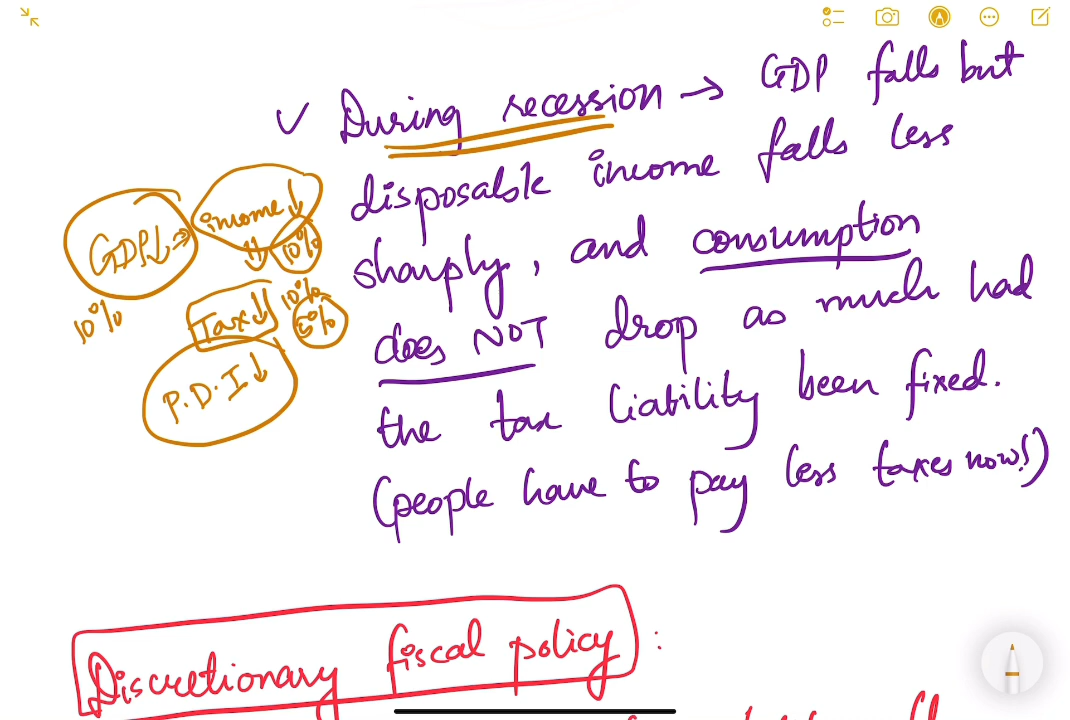 ✓ During recession → GDP falls but
disposable income falls less
sharply, and consumption
does NOT drop as much had
the tax liability been fixed.
(people have to pay less taxes now!)
GDP↓ → income↓
10%
10%
Tax↓ 10%
5%
P.D.I↓
Discretionary fiscal policy :